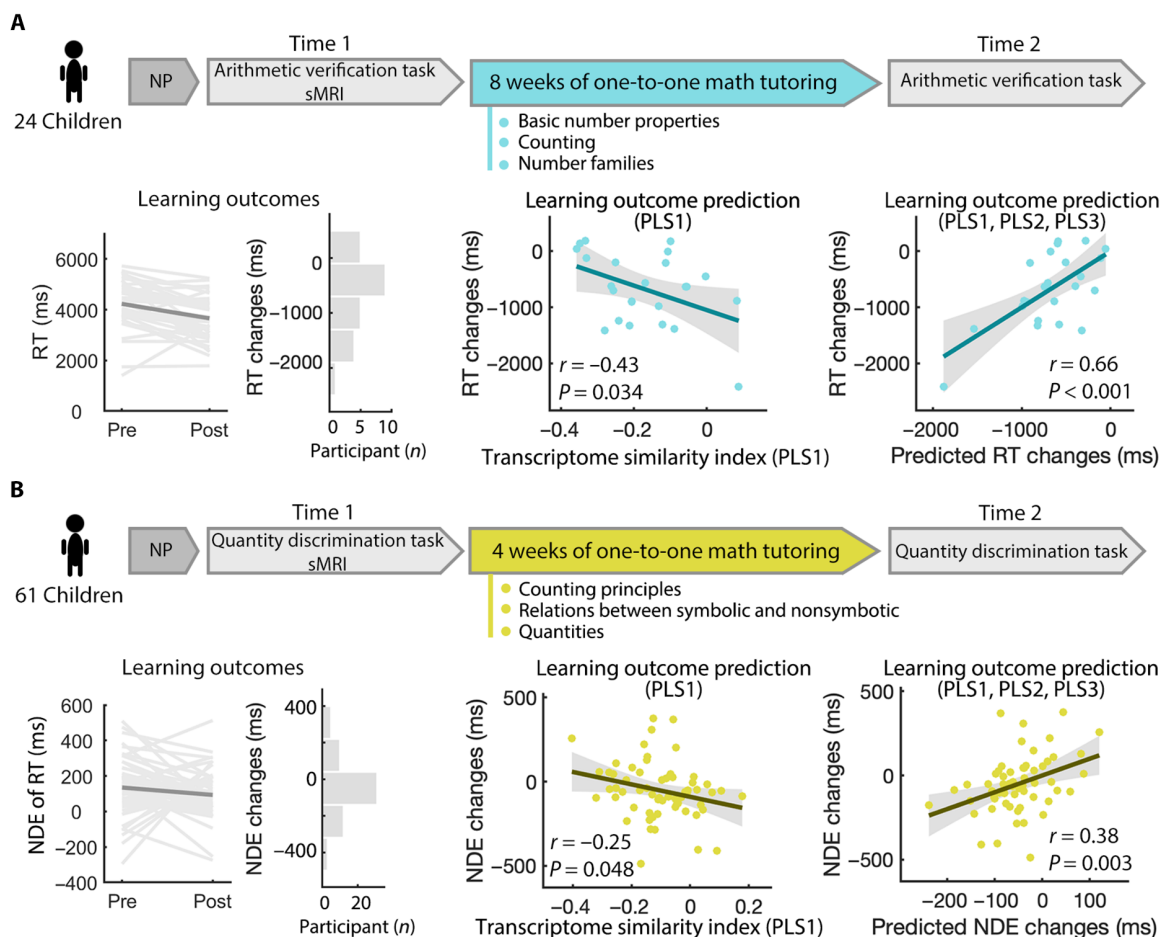 A
Time 1
Time 2
NP
Arithmetic verification task
sMRI
8 weeks of one-to-one math tutoring
Arithmetic verification task
24 Children
Basic number properties
Counting
Number families
Learning outcomes
Learning outcome prediction
(PLS1)
Learning outcome prediction
(PLS1, PLS2, PLS3)
RT (ms)
6000
4000
2000
0
Pre
Post
RT changes (ms)
0
−1000
−2000
0
5
10
Participant (n)
RT changes (ms)
0
−1000
−2000
r = −0.43
P = 0.034
−0.4
−0.2
0
Transcriptome similarity index (PLS1)
RT changes (ms)
0
−1000
−2000
r = 0.66
P < 0.001
−2000
−1000
0
Predicted RT changes (ms)
B
Time 1
Time 2
NP
Quantity discrimination task
sMRI
4 weeks of one-to-one math tutoring
Quantity discrimination task
61 Children
Counting principles
Relations between symbolic and nonsymbotic
Quantities
Learning outcomes
Learning outcome prediction
(PLS1)
Learning outcome prediction
(PLS1, PLS2, PLS3)
NDE of RT (ms)
600
400
200
0
−200
−400
Pre
Post
NDE changes (ms)
400
0
−400
0
20
Participant (n)
NDE changes (ms)
500
0
−500
r = −0.25
P = 0.048
−0.4
−0.2
0
0.2
Transcriptome similarity index (PLS1)
NDE changes (ms)
500
0
−500
r = 0.38
P = 0.003
−200
−100
0
100
Predicted NDE changes (ms)